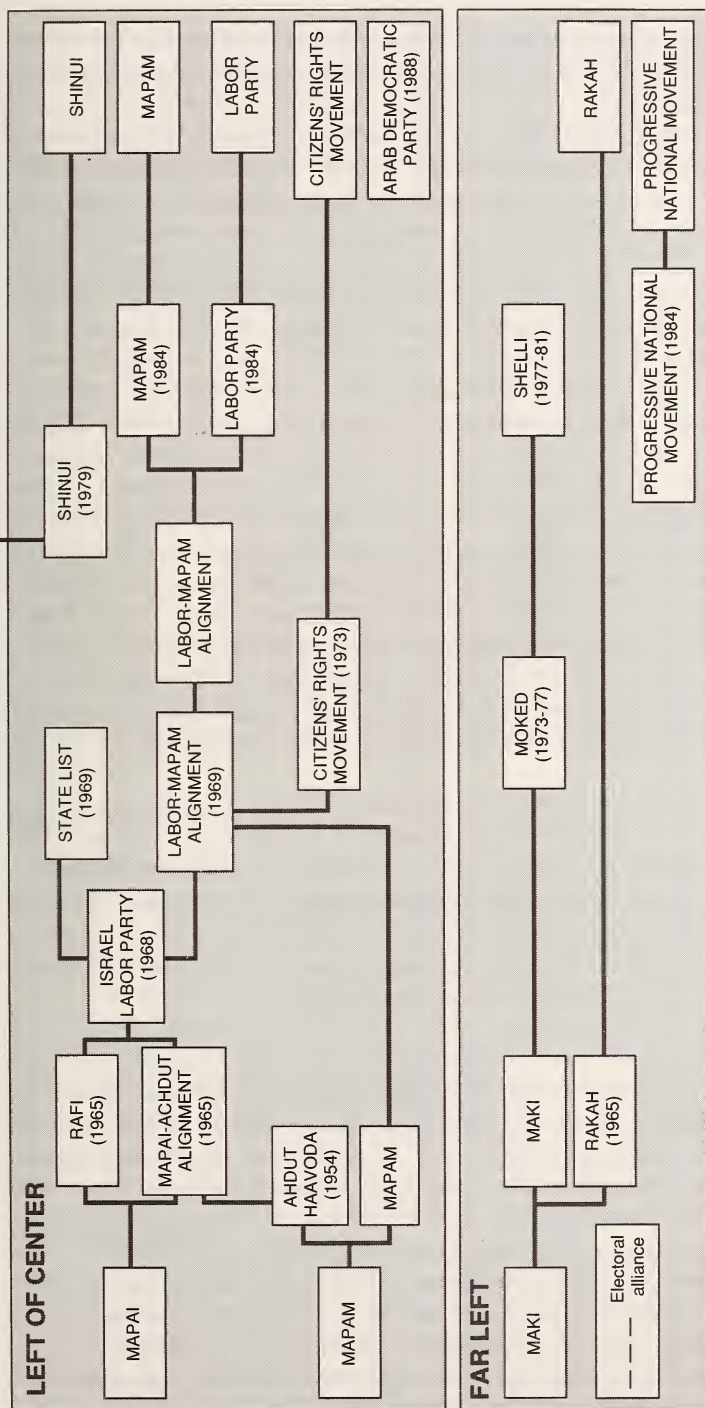 LEFT OF CENTER
MAPAI
MAPAM
RAFI
(1965)
MAPAI-ACHDUT
ALIGNMENT
(1965)
AHDUT
HAAVODA
(1954)
MAPAM
ISRAEL
LABOR PARTY
(1968)
STATE LIST
(1969)
LABOR-MAPAM
ALIGNMENT
(1969)
CITIZENS' RIGHTS
MOVEMENT (1973)
LABOR-MAPAM
ALIGNMENT
SHINUI
(1979)
MAPAM
(1984)
LABOR PARTY
(1984)
SHINUI
MAPAM
LABOR
PARTY
CITIZENS' RIGHTS
MOVEMENT
ARAB DEMOCRATIC
PARTY (1988)
FAR LEFT
MAKI
MAKI
RAKAH
(1965)
MOKED
(1973-77)
SHELLI
(1977-81)
PROGRESSIVE NATIONAL
MOVEMENT (1984)
RAKAH
PROGRESSIVE
NATIONAL MOVEMENT
Electoral
alliance